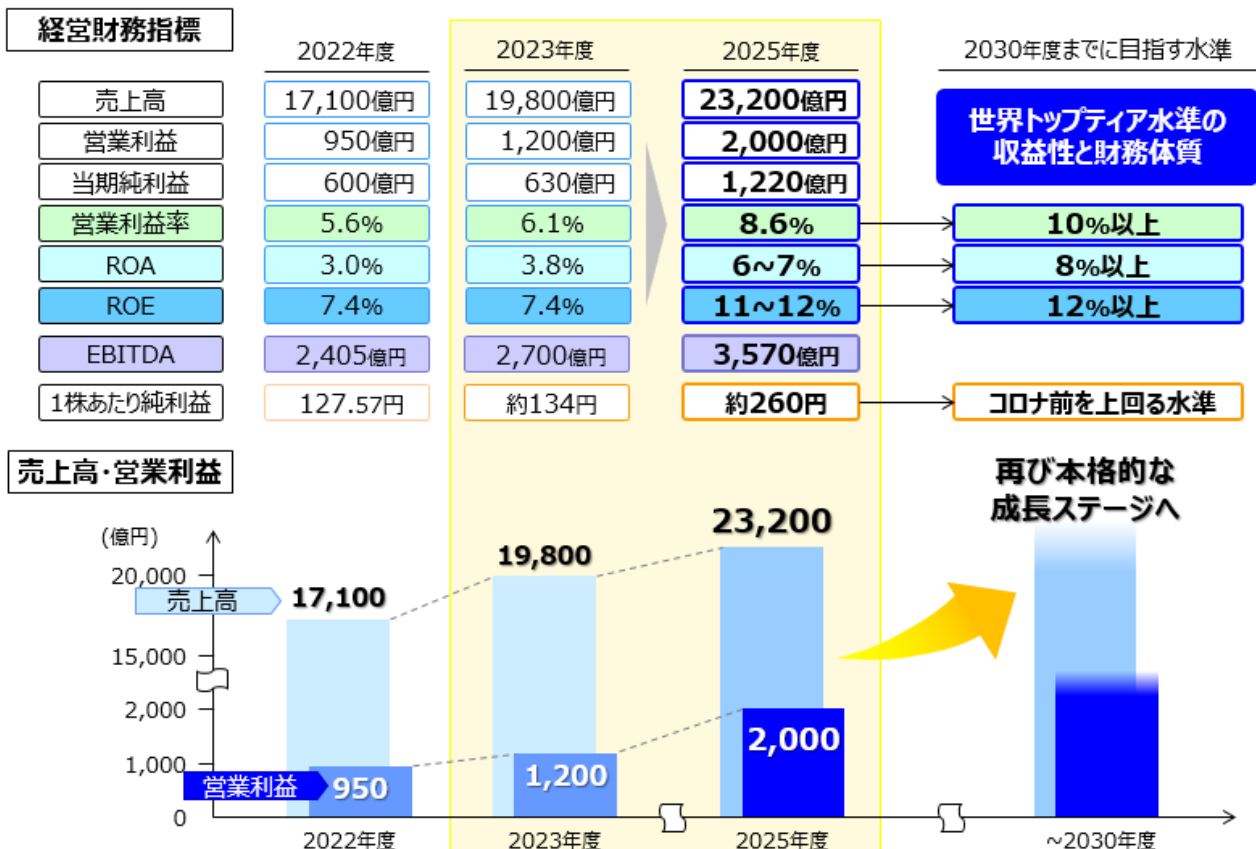 経営財務指標
2022年度 2023年度 2025年度 2030年度までに目指す水準
売上高 17,100億円 19,800億円 23,200億円
営業利益 950億円 1,200億円 2,000億円
世界トップティア水準の
収益性と財務体質
当期純利益 600億円 630億円 1,220億円
営業利益率 5.6% 6.1% 8.6% 10%以上
ROA 3.0% 3.8% 6~7% 8%以上
ROE 7.4% 7.4% 11~12% 12%以上
EBITDA 2,405億円 2,700億円 3,570億円
1株あたり純利益 127.57円 約134円 約260円 コロナ前を上回る水準
売上高・営業利益
再び本格的な
成長ステージへ
(億円)
23,200
19,800
20,000
売上高 17,100
15,000
2,000
2,000
1,000
1,200
営業利益 950
0
2022年度 2023年度 2025年度 ~2030年度